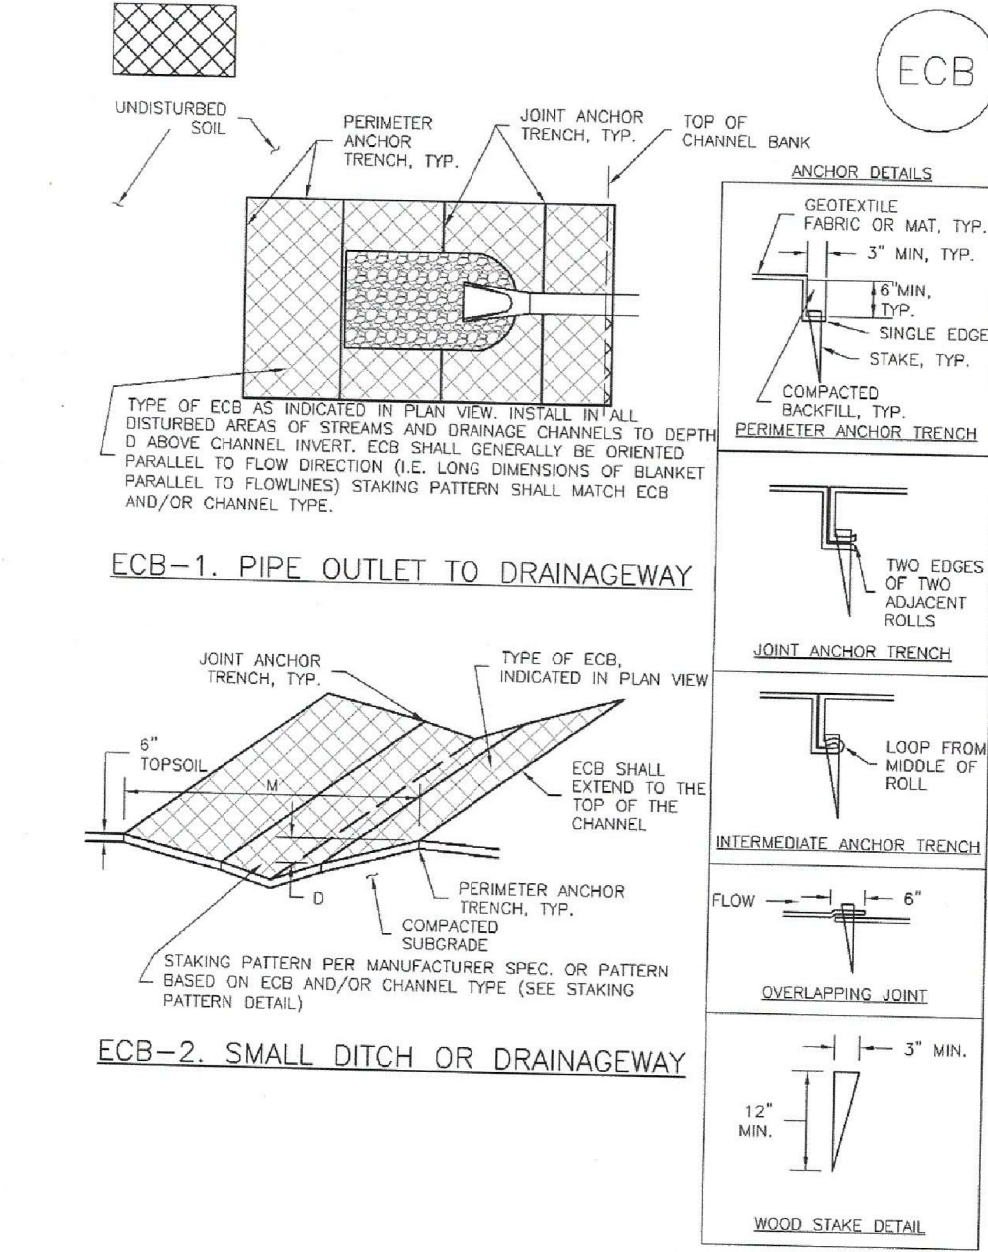 ECB
UNDISTURBED
SOIL
PERIMETER
ANCHOR
TRENCH, TYP.
JOINT ANCHOR
TRENCH, TYP.
TOP OF
CHANNEL BANK
TYPE OF ECB AS INDICATED IN PLAN VIEW. INSTALL IN ALL
DISTURBED AREAS OF STREAMS AND DRAINAGE CHANNELS TO DEPTH
D ABOVE CHANNEL INVERT. ECB SHALL GENERALLY BE ORIENTED
PARALLEL TO FLOW DIRECTION (I.E. LONG DIMENSIONS OF BLANKET
PARALLEL TO FLOWLINES) STAKING PATTERN SHALL MATCH ECB
AND/OR CHANNEL TYPE.
ECB-1. PIPE OUTLET TO DRAINAGEWAY
JOINT ANCHOR
TRENCH, TYP.
TYPE OF ECB,
INDICATED IN PLAN VIEW
6"
TOPSOIL
M
ECB SHALL
EXTEND TO THE
TOP OF THE
CHANNEL
D
PERIMETER ANCHOR
TRENCH, TYP.
COMPACTED
SUBGRADE
STAKING PATTERN PER MANUFACTURER SPEC. OR PATTERN
BASED ON ECB AND/OR CHANNEL TYPE (SEE STAKING
PATTERN DETAIL)
ECB-2. SMALL DITCH OR DRAINAGEWAY
ANCHOR DETAILS
GEOTEXTILE
FABRIC OR MAT, TYP.
3" MIN, TYP.
6"MIN,
TYP.
SINGLE EDGE
STAKE, TYP.
COMPACTED
BACKFILL, TYP.
PERIMETER ANCHOR TRENCH
TWO EDGES
OF TWO
ADJACENT
ROLLS
JOINT ANCHOR TRENCH
LOOP FROM
MIDDLE OF
ROLL
INTERMEDIATE ANCHOR TRENCH
FLOW
6"
OVERLAPPING JOINT
3" MIN.
12"
MIN.
WOOD STAKE DETAIL